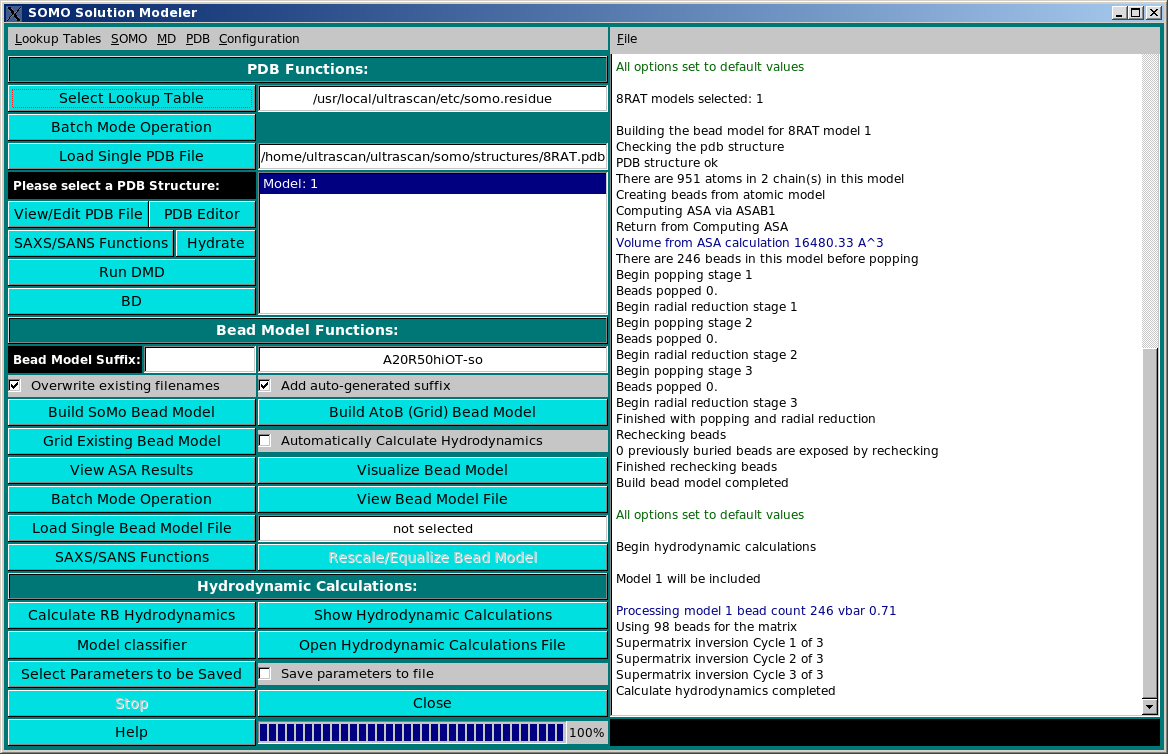 SOMO Solution Modeler
Lookup Tables SOMO MD PDB Configuration
PDB Functions:
Select Lookup Table
/usr/local/ultrascan/etc/somo.residue
Batch Mode Operation
Load Single PDB File
/home/ultrascan/ultrascan/somo/structures/8RAT.pdb
Please select a PDB Structure:
Model: 1
View/Edit PDB File
PDB Editor
SAXS/SANS Functions
Hydrate
Run DMD
BD
Bead Model Functions:
Bead Model Suffix:
A20R50hiOT-so
Overwrite existing filenames
Add auto-generated suffix
Build SoMo Bead Model
Build AtoB (Grid) Bead Model
Grid Existing Bead Model
Automatically Calculate Hydrodynamics
View ASA Results
Visualize Bead Model
Batch Mode Operation
View Bead Model File
Load Single Bead Model File
not selected
SAXS/SANS Functions
Rescale/Equalize Bead Model
Hydrodynamic Calculations:
Calculate RB Hydrodynamics
Show Hydrodynamic Calculations
Model classifier
Open Hydrodynamic Calculations File
Select Parameters to be Saved
Save parameters to file
Stop
Close
Help
100%
File
All options set to default values
8RAT models selected: 1
Building the bead model for 8RAT model 1
Checking the pdb structure
PDB structure ok
There are 951 atoms in 2 chain(s) in this model
Creating beads from atomic model
Computing ASA via ASAB1
Return from Computing ASA
Volume from ASA calculation 16480.33 A^3
There are 246 beads in this model before popping
Begin popping stage 1
Beads popped 0.
Begin radial reduction stage 1
Begin popping stage 2
Beads popped 0.
Begin radial reduction stage 2
Begin popping stage 3
Beads popped 0.
Begin radial reduction stage 3
Finished with popping and radial reduction
Rechecking beads
0 previously buried beads are exposed by rechecking
Finished rechecking beads
Build bead model completed
All options set to default values
Begin hydrodynamic calculations
Model 1 will be included
Processing model 1 bead count 246 vbar 0.71
Using 98 beads for the matrix
Supermatrix inversion Cycle 1 of 3
Supermatrix inversion Cycle 2 of 3
Supermatrix inversion Cycle 3 of 3
Calculate hydrodynamics completed